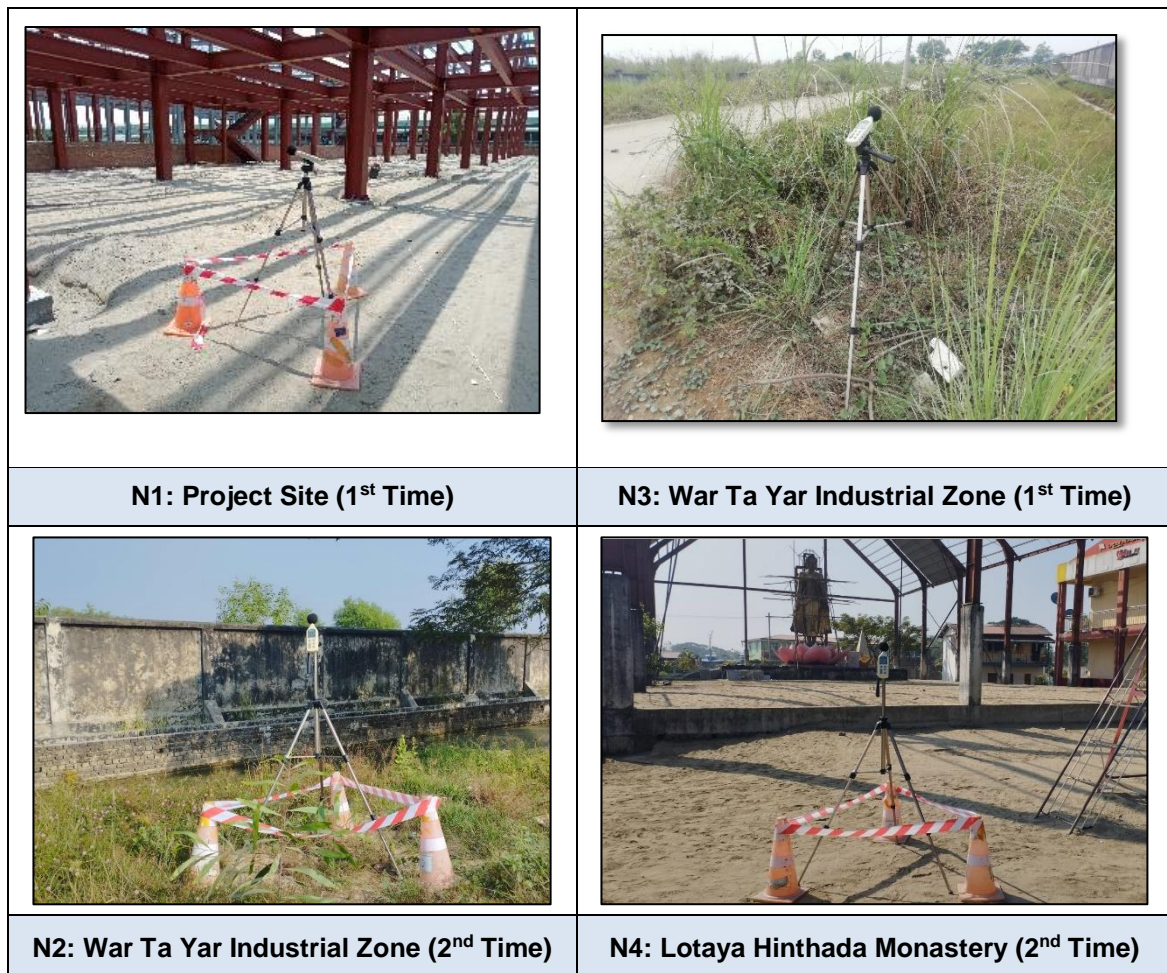 N1: Project Site (1st Time)
N3: War Ta Yar Industrial Zone (1st Time)
N2: War Ta Yar Industrial Zone (2nd Time)
N4: Lotaya Hinthada Monastery (2nd Time)